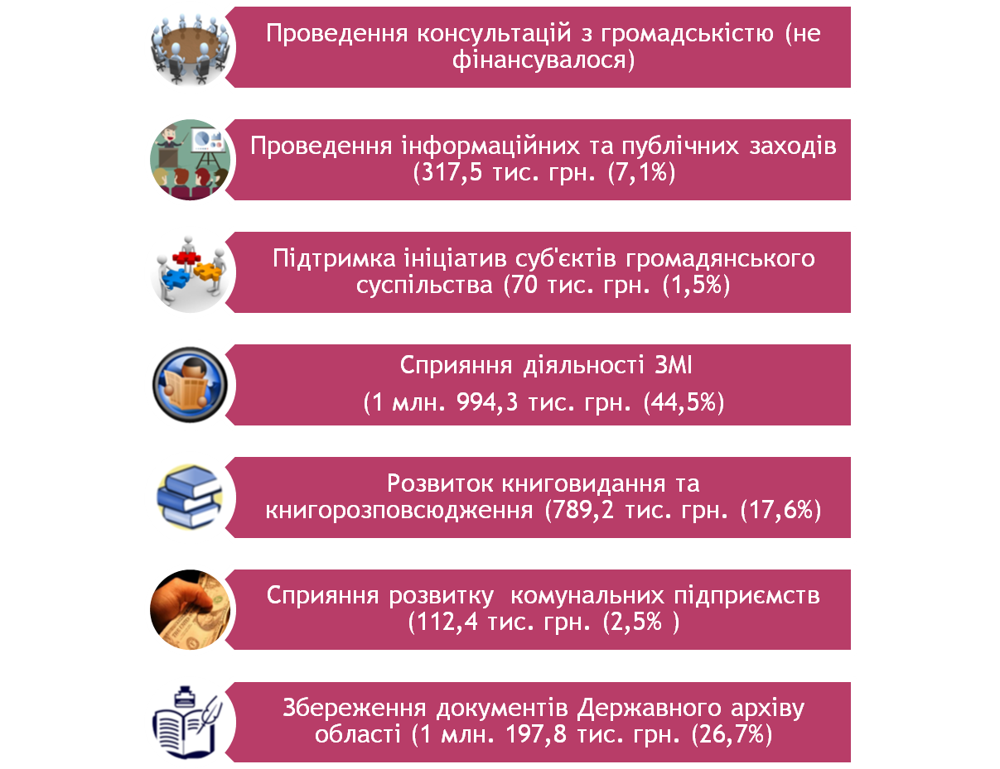 Проведення консультацій з громадськістю (не
фінансувалося)
Проведення інформаційних та публічних заходів
(317,5 тис. грн. (7,1%)
Підтримка ініціатив суб'єктів громадянського
суспільства (70 тис. грн. (1,5%)
Сприяння діяльності ЗМІ
(1 млн. 994,3 тис. грн. (44,5%)
Розвиток книговидання та
книгорозповсюдження (789,2 тис. грн. (17,6%)
Сприяння розвитку  комунальних підприємств
(112,4 тис. грн. (2,5% )
Збереження документів Державного архіву
області (1 млн. 197,8 тис. грн. (26,7%)